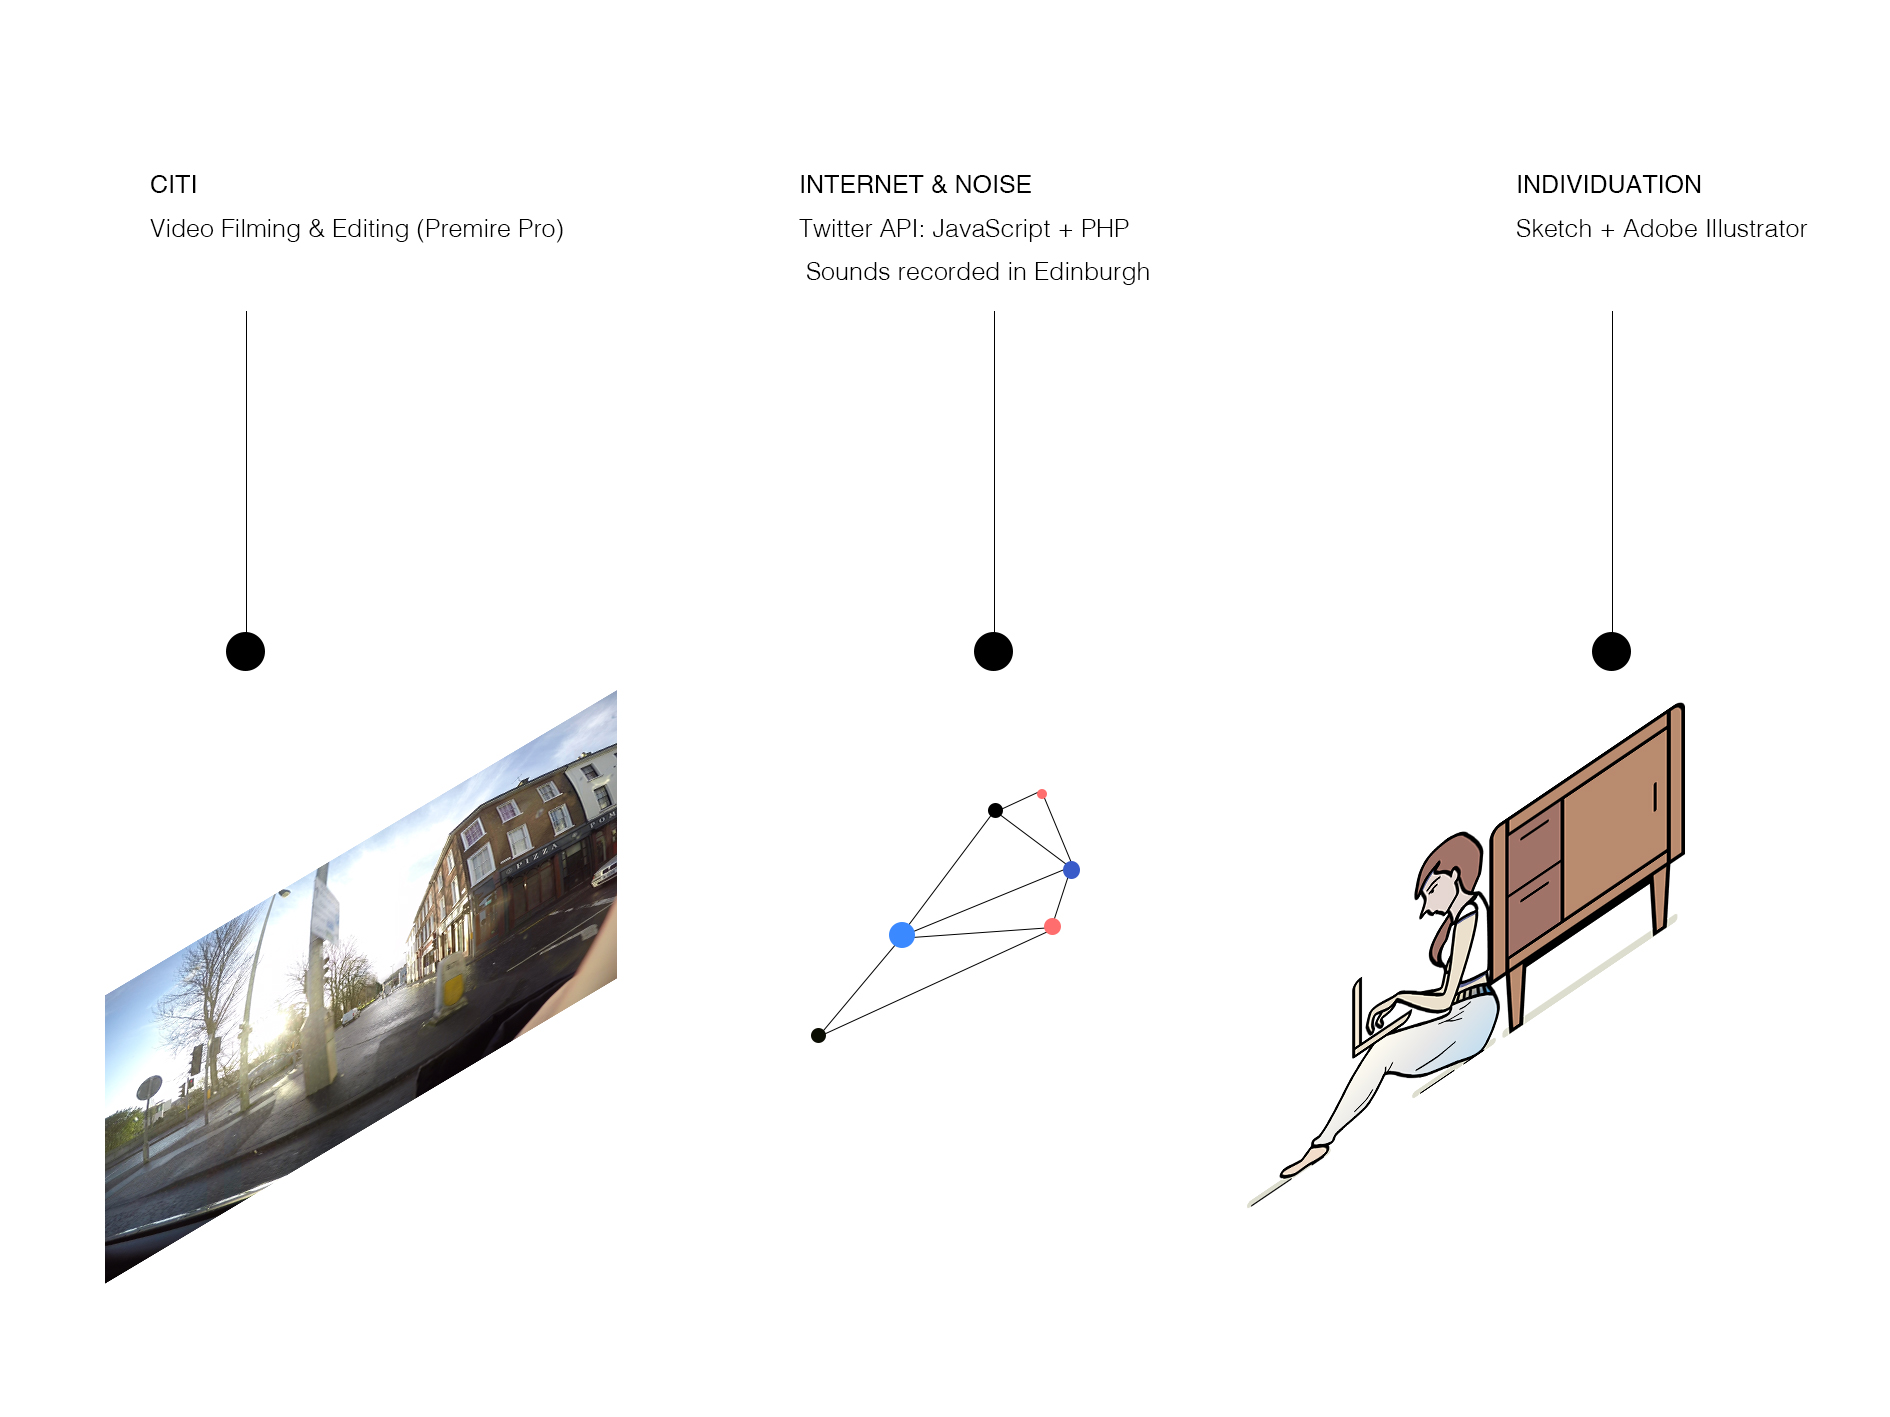 CITI
Video Filming & Editing (Premire Pro)
INTERNET & NOISE
Twitter API: JavaScript + PHP
Sounds recorded in Edinburgh
INDIVIDUATION
Sketch + Adobe Illustrator
PIZZA